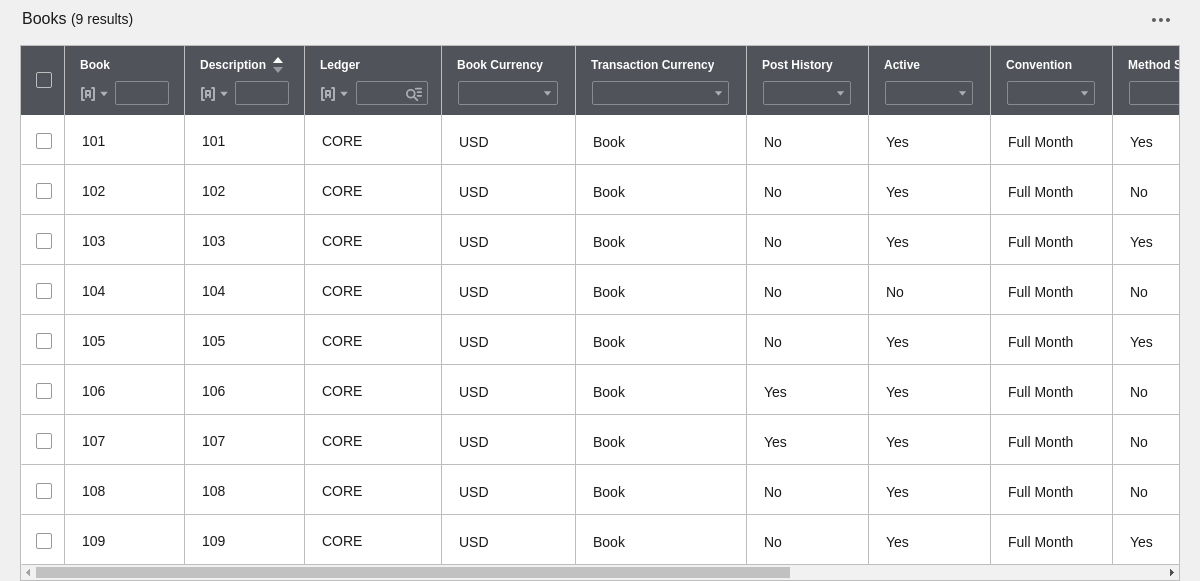 Books (9 results)
Book Description Ledger Book Currency Transaction Currency Post History Active Convention Method S
101 101 CORE USD Book No Yes Full Month Yes
102 102 CORE USD Book No Yes Full Month No
103 103 CORE USD Book No Yes Full Month Yes
104 104 CORE USD Book No No Full Month No
105 105 CORE USD Book No Yes Full Month Yes
106 106 CORE USD Book Yes Yes Full Month No
107 107 CORE USD Book Yes Yes Full Month No
108 108 CORE USD Book No Yes Full Month No
109 109 CORE USD Book No Yes Full Month Yes